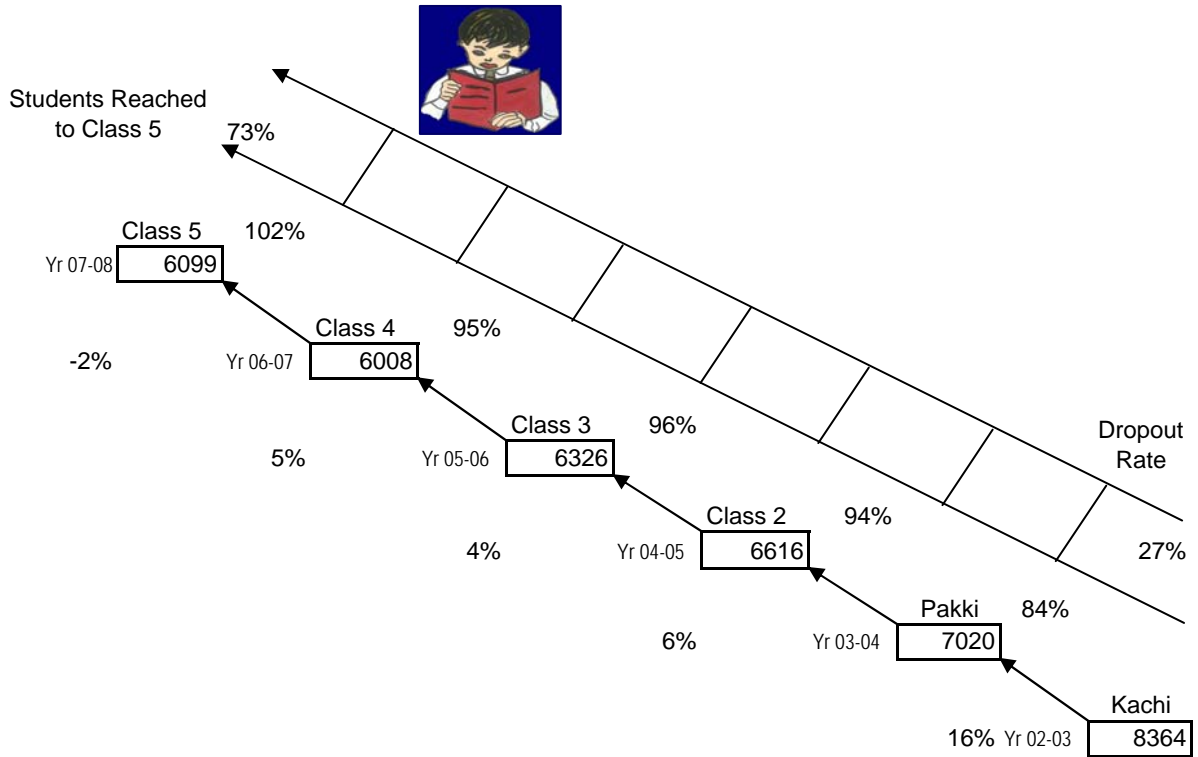 Students Reached
to Class 5
73%
Class 5
102%
Yr 07-08
6099
Class 4
95%
-2%
Yr 06-07
6008
Class 3
96%
Dropout
Rate
5%
Yr 05-06
6326
Class 2
94%
4%
Yr 04-05
6616
27%
Pakki
84%
6%
Yr 03-04
7020
Kachi
16%
Yr 02-03
8364